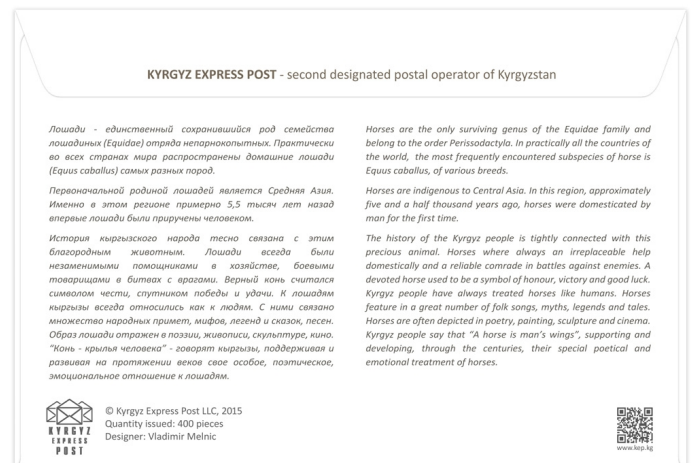 KYRGYZ EXPRESS POST - second designated postal operator of Kyrgyzstan
Лошади - единственный сохранившийся род семейства
лошадиных (Equidae) отряда непарнокопытных. Практически
во всех странах мира распространены домашние лошади
(Equus caballus) самых разных пород.
Первоначальной родиной лошадей является Средняя Азия.
Именно в этом регионе примерно 5,5 тысяч лет назад
впервые лошади были приручены человеком.
История кыргызского народа тесно связана с этим
благородным животным. Лошади всегда были
незаменимыми помощниками в хозяйстве, боевыми
товарищами в битвах с врагами. Верный конь считался
символом чести, спутником победы и удачи. К лошадям
кыргызы всегда относились как к людям. С ними связано
множество народных примет, мифов, легенд и сказок, песен.
Образ лошади отражен в поэзии, живописи, скульптуре, кино.
“Конь - крылья человека” - говорят кыргызы, поддерживая и
развивая на протяжении веков свое особое, поэтическое,
эмоциональное отношение к лошадям.
Horses are the only surviving genus of the Equidae family and
belong to the order Perissodactyla. In practically all the countries of
the world, the most frequently encountered subspecies of horse is
Equus caballus, of various breeds.
Horses are indigenous to Central Asia. In this region, approximately
five and a half thousand years ago, horses were domesticated by
man for the first time.
The history of the Kyrgyz people is tightly connected with this
precious animal. Horses where always an irreplaceable help
domestically and a reliable comrade in battles against enemies. A
devoted horse used to be a symbol of honour, victory and good luck.
Kyrgyz people have always treated horses like humans. Horses
feature in a great number of folk songs, myths, legends and tales.
Horses are often depicted in poetry, painting, sculpture and cinema.
Kyrgyz people say that “A horse is man’s wings”, supporting and
developing, through the centuries, their special poetical and
emotional treatment of horses.
KYRGYZ
EXPRESS
POST
© Kyrgyz Express Post LLC, 2015
Quantity issued: 400 pieces
Designer: Vladimir Melnic
www.kep.kg